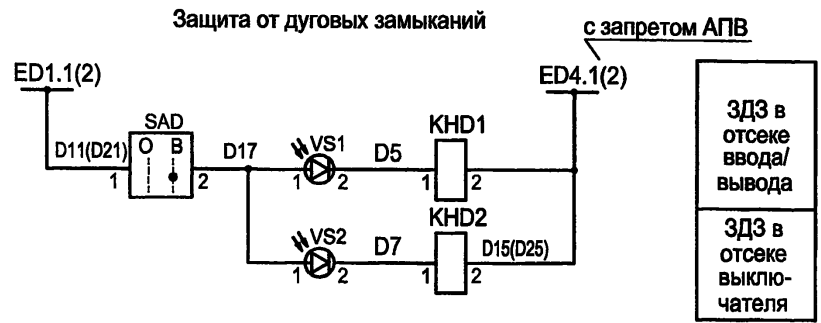 Защита от дуговых замыканий
с запретом АПВ
ED1.1(2)
ED4.1(2)
SAD
О В
D11(D21)
1
2
D17
VS1
1
2
D5
KHD1
1
2
VS2
1
2
D7
KHD2
1
2
D15(D25)
ЗДЗ в
отсеке
ввода/
вывода
ЗДЗ в
отсеке
выклю-
чателя